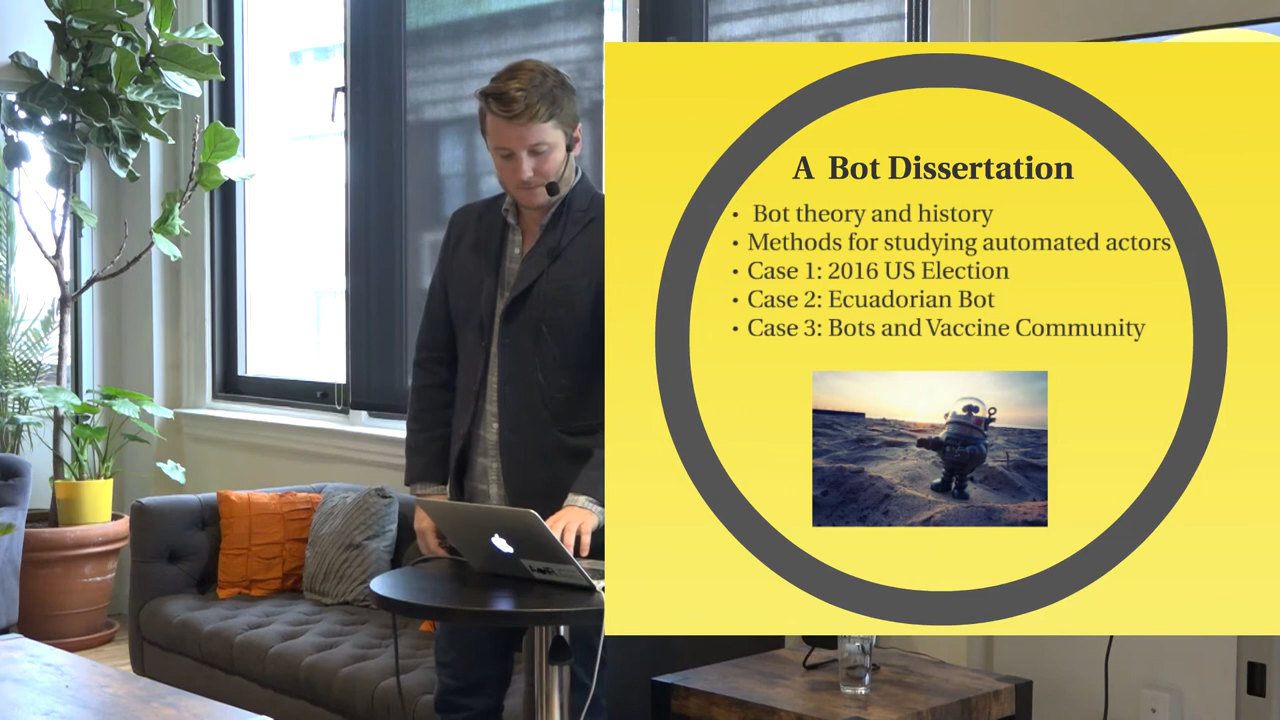 A Bot Dissertation
• Bot theory and history
• Methods for studying automated actors
• Case 1: 2016 US Election
• Case 2: Ecuadorian Bot
• Case 3: Bots and Vaccine Community